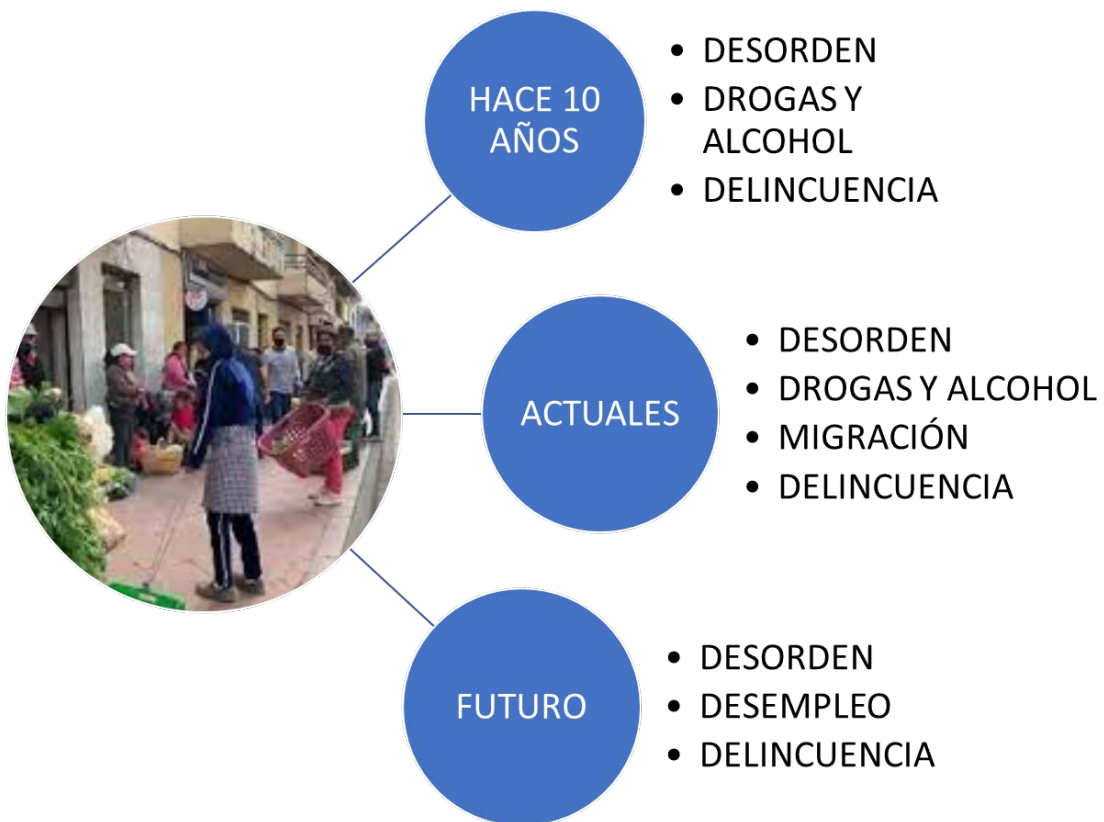 HACE 10
AÑOS
• DESORDEN
• DROGAS Y
ALCOHOL
• DELINCUENCIA
ACTUALES
• DESORDEN
• DROGAS Y ALCOHOL
• MIGRACIÓN
• DELINCUENCIA
FUTURO
• DESORDEN
• DESEMPLEO
• DELINCUENCIA